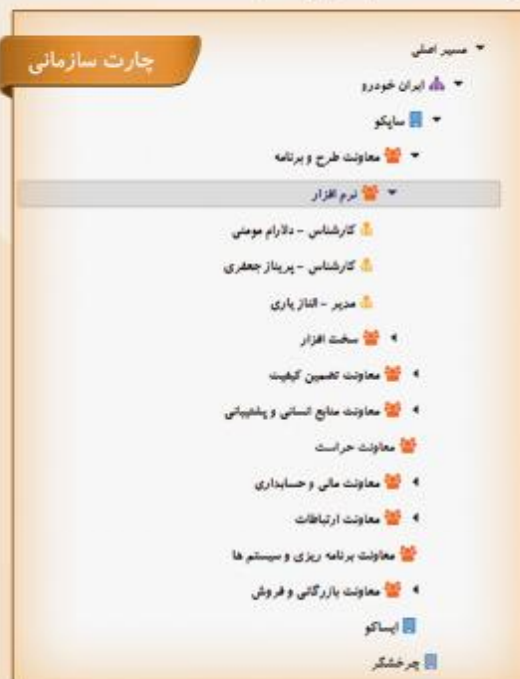 چارت سازمانی
مسیر اصلی
ایران خودرو
ساپکو
معاونت طرح و برنامه
نرم افزار
کارشناس - دلارام مومنی
کارشناس - پریناز جعفری
مدیر - الناز یاری
سخت افزار
معاونت تضمین کیفیت
معاونت منابع انسانی و پشتیبانی
معاونت حراست
معاونت مالی و حسابداری
معاونت ارتباطات
معاونت برنامه ریزی و سیستم ها
معاونت بازرگانی و فروش
ایساکو
چرخشگر